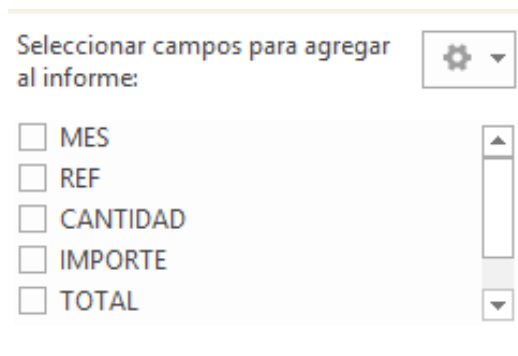 Seleccionar campos para agregar
al informe:
MES
REF
CANTIDAD
IMPORTE
TOTAL